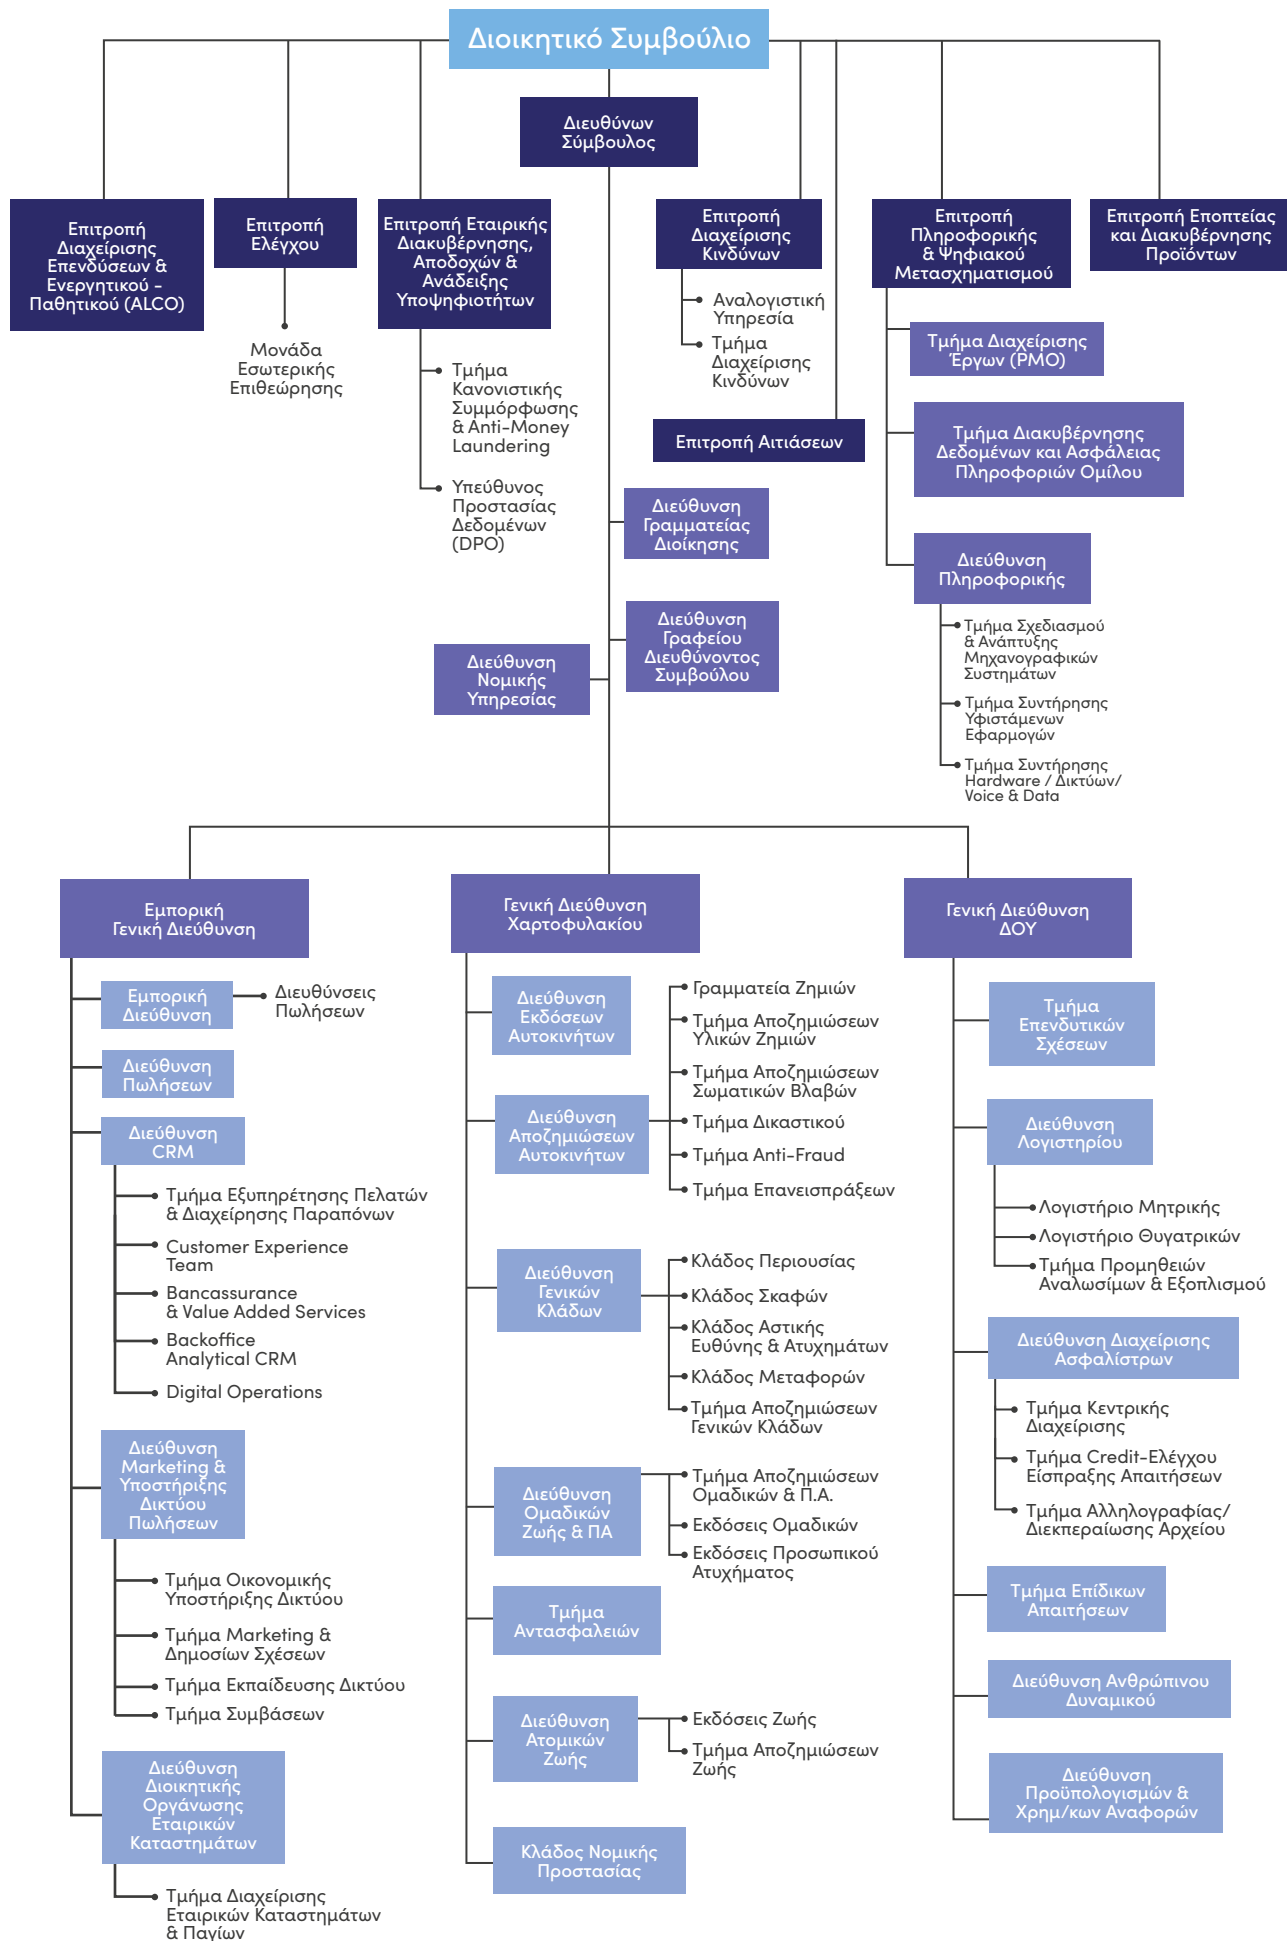 Διοικητικό Συμβούλιο
Διευθύνων
Σύμβουλος
Επιτροπή
Διαχείρισης
Επενδύσεων &
Ενεργητικού -
Παθητικού (ALCO)
Επιτροπή
Ελέγχου
Μονάδα
Εσωτερικής
Επιθεώρησης
Επιτροπή Εταιρικής
Διακυβέρνησης,
Αποδοχών &
Ανάδειξης
Υποψηφιοτήτων
Τμήμα
Κανονιστικής
Συμμόρφωσης
& Anti-Money
Laundering
Υπεύθυνος
Προστασίας
Δεδομένων
(DPO)
Επιτροπή
Διαχείρισης
Κινδύνων
Αναλογιστική
Υπηρεσία
Τμήμα
Διαχείρισης
Κινδύνων
Επιτροπή Αιτιάσεων
Επιτροπή
Πληροφορικής
& Ψηφιακού
Μετασχηματισμού
Τμήμα Διαχείρισης
Έργων (PMO)
Τμήμα Διακυβέρνησης
Δεδομένων και Ασφάλειας
Πληροφοριών Ομίλου
Διεύθυνση
Πληροφορικής
Τμήμα Σχεδιασμού
& Ανάπτυξης
Μηχανογραφικών
Συστημάτων
Τμήμα Συντήρησης
Υφιστάμενων
Εφαρμογών
Τμήμα Συντήρησης
Hardware / Δικτύων/
Voice & Data
Επιτροπή Εποπτείας
και Διακυβέρνησης
Προϊόντων
Διεύθυνση
Γραμματείας
Διοίκησης
Διεύθυνση
Γραφείου
Διευθύνοντος
Συμβούλου
Διεύθυνση
Νομικής
Υπηρεσίας
Εμπορική
Γενική Διεύθυνση
Εμπορική
Διεύθυνση
Διευθύνσεις
Πωλήσεων
Διεύθυνση
Πωλήσεων
Διεύθυνση
CRM
Τμήμα Εξυπηρέτησης Πελατών
& Διαχείρησης Παραπόνων
Customer Experience
Team
Bancassurance
& Value Added Services
Backoffice
Analytical CRM
Digital Operations
Διεύθυνση
Marketing &
Υποστήριξης
Δικτύου
Πωλήσεων
Τμήμα Οικονομικής
Υποστήριξης Δικτύου
Τμήμα Marketing &
Δημοσίων Σχέσεων
Τμήμα Εκπαίδευσης Δικτύου
Τμήμα Συμβάσεων
Διεύθυνση
Διοικητικής
Οργάνωσης
Εταιρικών
Καταστημάτων
Τμήμα Διαχείρισης
Εταιρικών Καταστημάτων
& Παγίων
Γενική Διεύθυνση
Χαρτοφυλακίου
Διεύθυνση
Εκδόσεων
Αυτοκινήτων
Διεύθυνση
Αποζημιώσεων
Αυτοκινήτων
Γραμματεία Ζημιών
Τμήμα Αποζημιώσεων
Υλικών Ζημιών
Τμήμα Αποζημιώσεων
Σωματικών Βλαβών
Τμήμα Δικαστικού
Τμήμα Anti-Fraud
Τμήμα Επανεισπράξεων
Διεύθυνση
Γενικών
Κλάδων
Κλάδος Περιουσίας
Κλάδος Σκαφών
Κλάδος Αστικής
Ευθύνης & Ατυχημάτων
Κλάδος Μεταφορών
Τμήμα Αποζημιώσεων
Γενικών Κλάδων
Διεύθυνση
Ομαδικών
Ζωής & ΠΑ
Τμήμα Αποζημιώσεων
Ομαδικών & Π.Α.
Εκδόσεις Ομαδικών
Εκδόσεις Προσωπικού
Ατυχήματος
Τμήμα
Αντασφαλειών
Διεύθυνση
Ατομικών
Ζωής
Εκδόσεις Ζωής
Τμήμα Αποζημιώσεων
Ζωής
Κλάδος Νομικής
Προστασίας
Γενική Διεύθυνση
ΔΟΥ
Τμήμα
Επενδυτικών
Σχέσεων
Διεύθυνση
Λογιστηρίου
Λογιστήριο Μητρικής
Λογιστήριο Θυγατρικών
Τμήμα Προμηθειών
Αναλωσίμων & Εξοπλισμού
Διεύθυνση Διαχείρισης
Ασφαλίστρων
Τμήμα Κεντρικής
Διαχείρισης
Τμήμα Credit-Ελέγχου
Είσπραξης Απαιτήσεων
Τμήμα Αλληλογραφίας/
Διεκπεραίωσης Αρχείου
Τμήμα Επίδικων
Απαιτήσεων
Διεύθυνση Ανθρώπινου
Δυναμικού
Διεύθυνση
Προϋπολογισμών &
Χρημ/κων Αναφορών